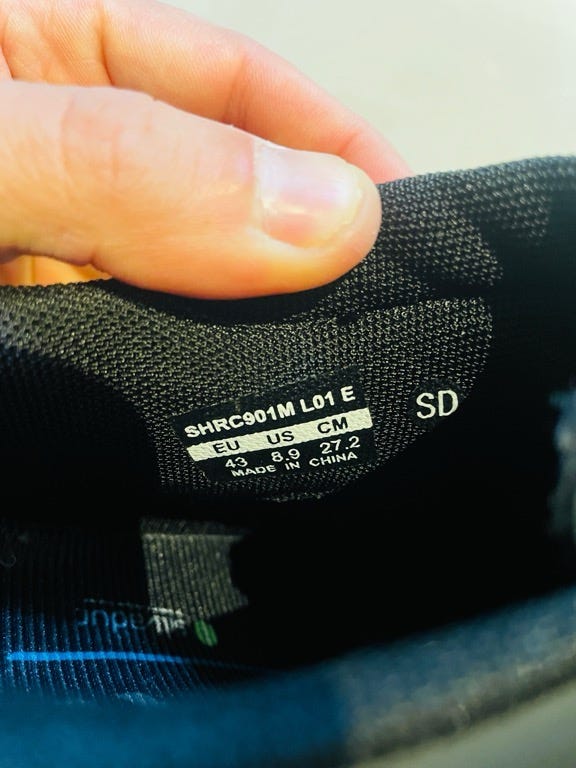 SHRC901M L01 E
EU US CM
43 8.9 27.2
MADE IN CHINA
SD